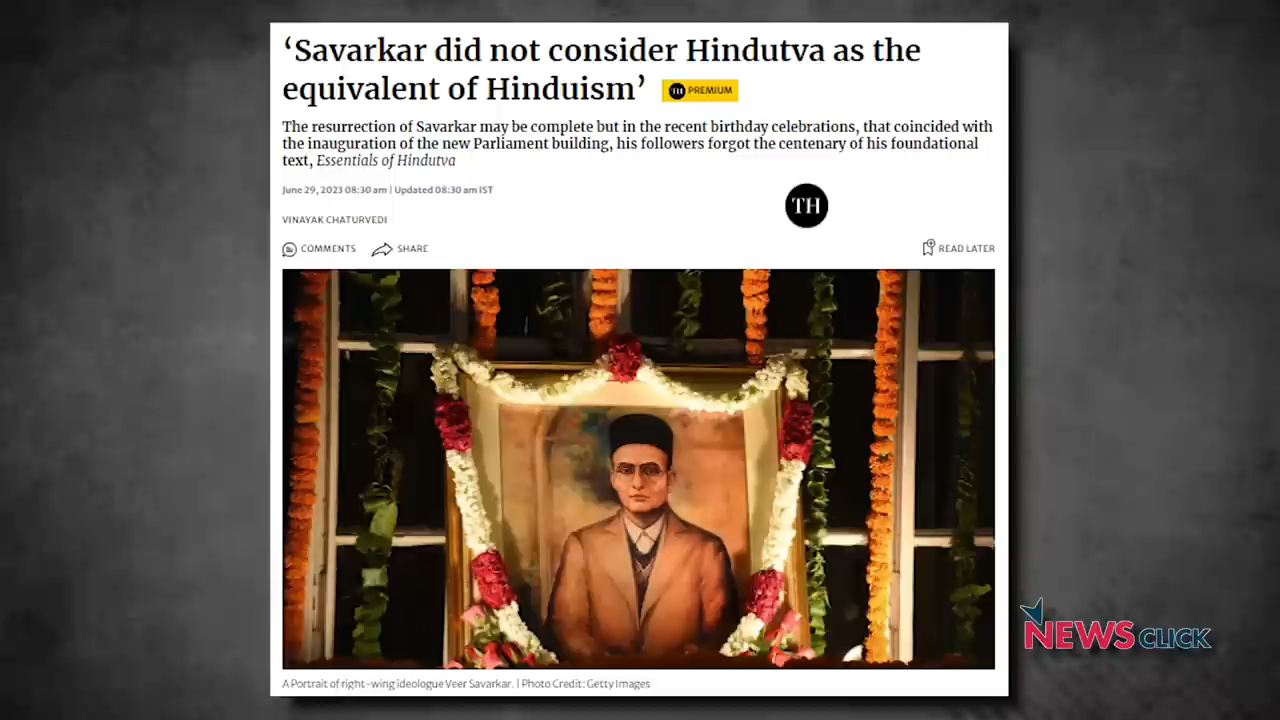 ‘Savarkar did not consider Hindutva as the
equivalent of Hinduism’ TH PREMIUM
The resurrection of Savarkar may be complete but in the recent birthday celebrations, that coincided with
the inauguration of the new Parliament building, his followers forgot the centenary of his foundational
text, Essentials of Hindutva
June 29, 2023 08:30 am | Updated 08:30 am IST
TH
VINAYAK CHATURVEDI
COMMENTS SHARE READ LATER
NEWSCLICK
A Portrait of right-wing ideologue Veer Savarkar. | Photo Credit: Getty Images